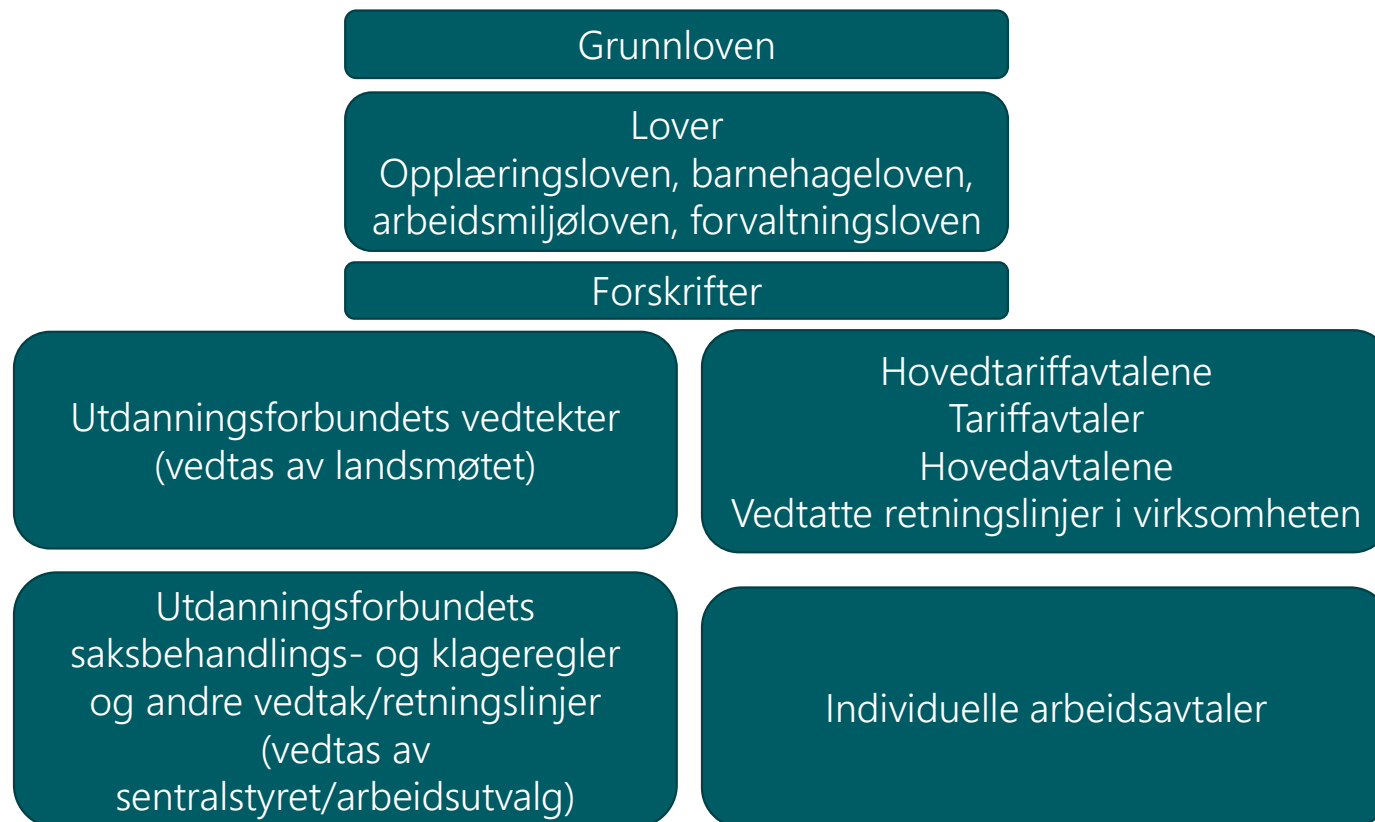 Grunnloven
Lover
Opplæringsloven, barnehageloven,
arbeidsmiljøloven, forvaltningsloven
Forskrifter
Utdanningsforbundets vedtekter
(vedtas av landsmøtet)
Hovedtariffavtalene
Tariffavtaler
Hovedavtalene
Vedtatte retningslinjer i virksomheten
Utdanningsforbundets
saksbehandlings- og klageregler
og andre vedtak/retningslinjer
(vedtas av
sentralstyret/arbeidsutvalg)
Individuelle arbeidsavtaler